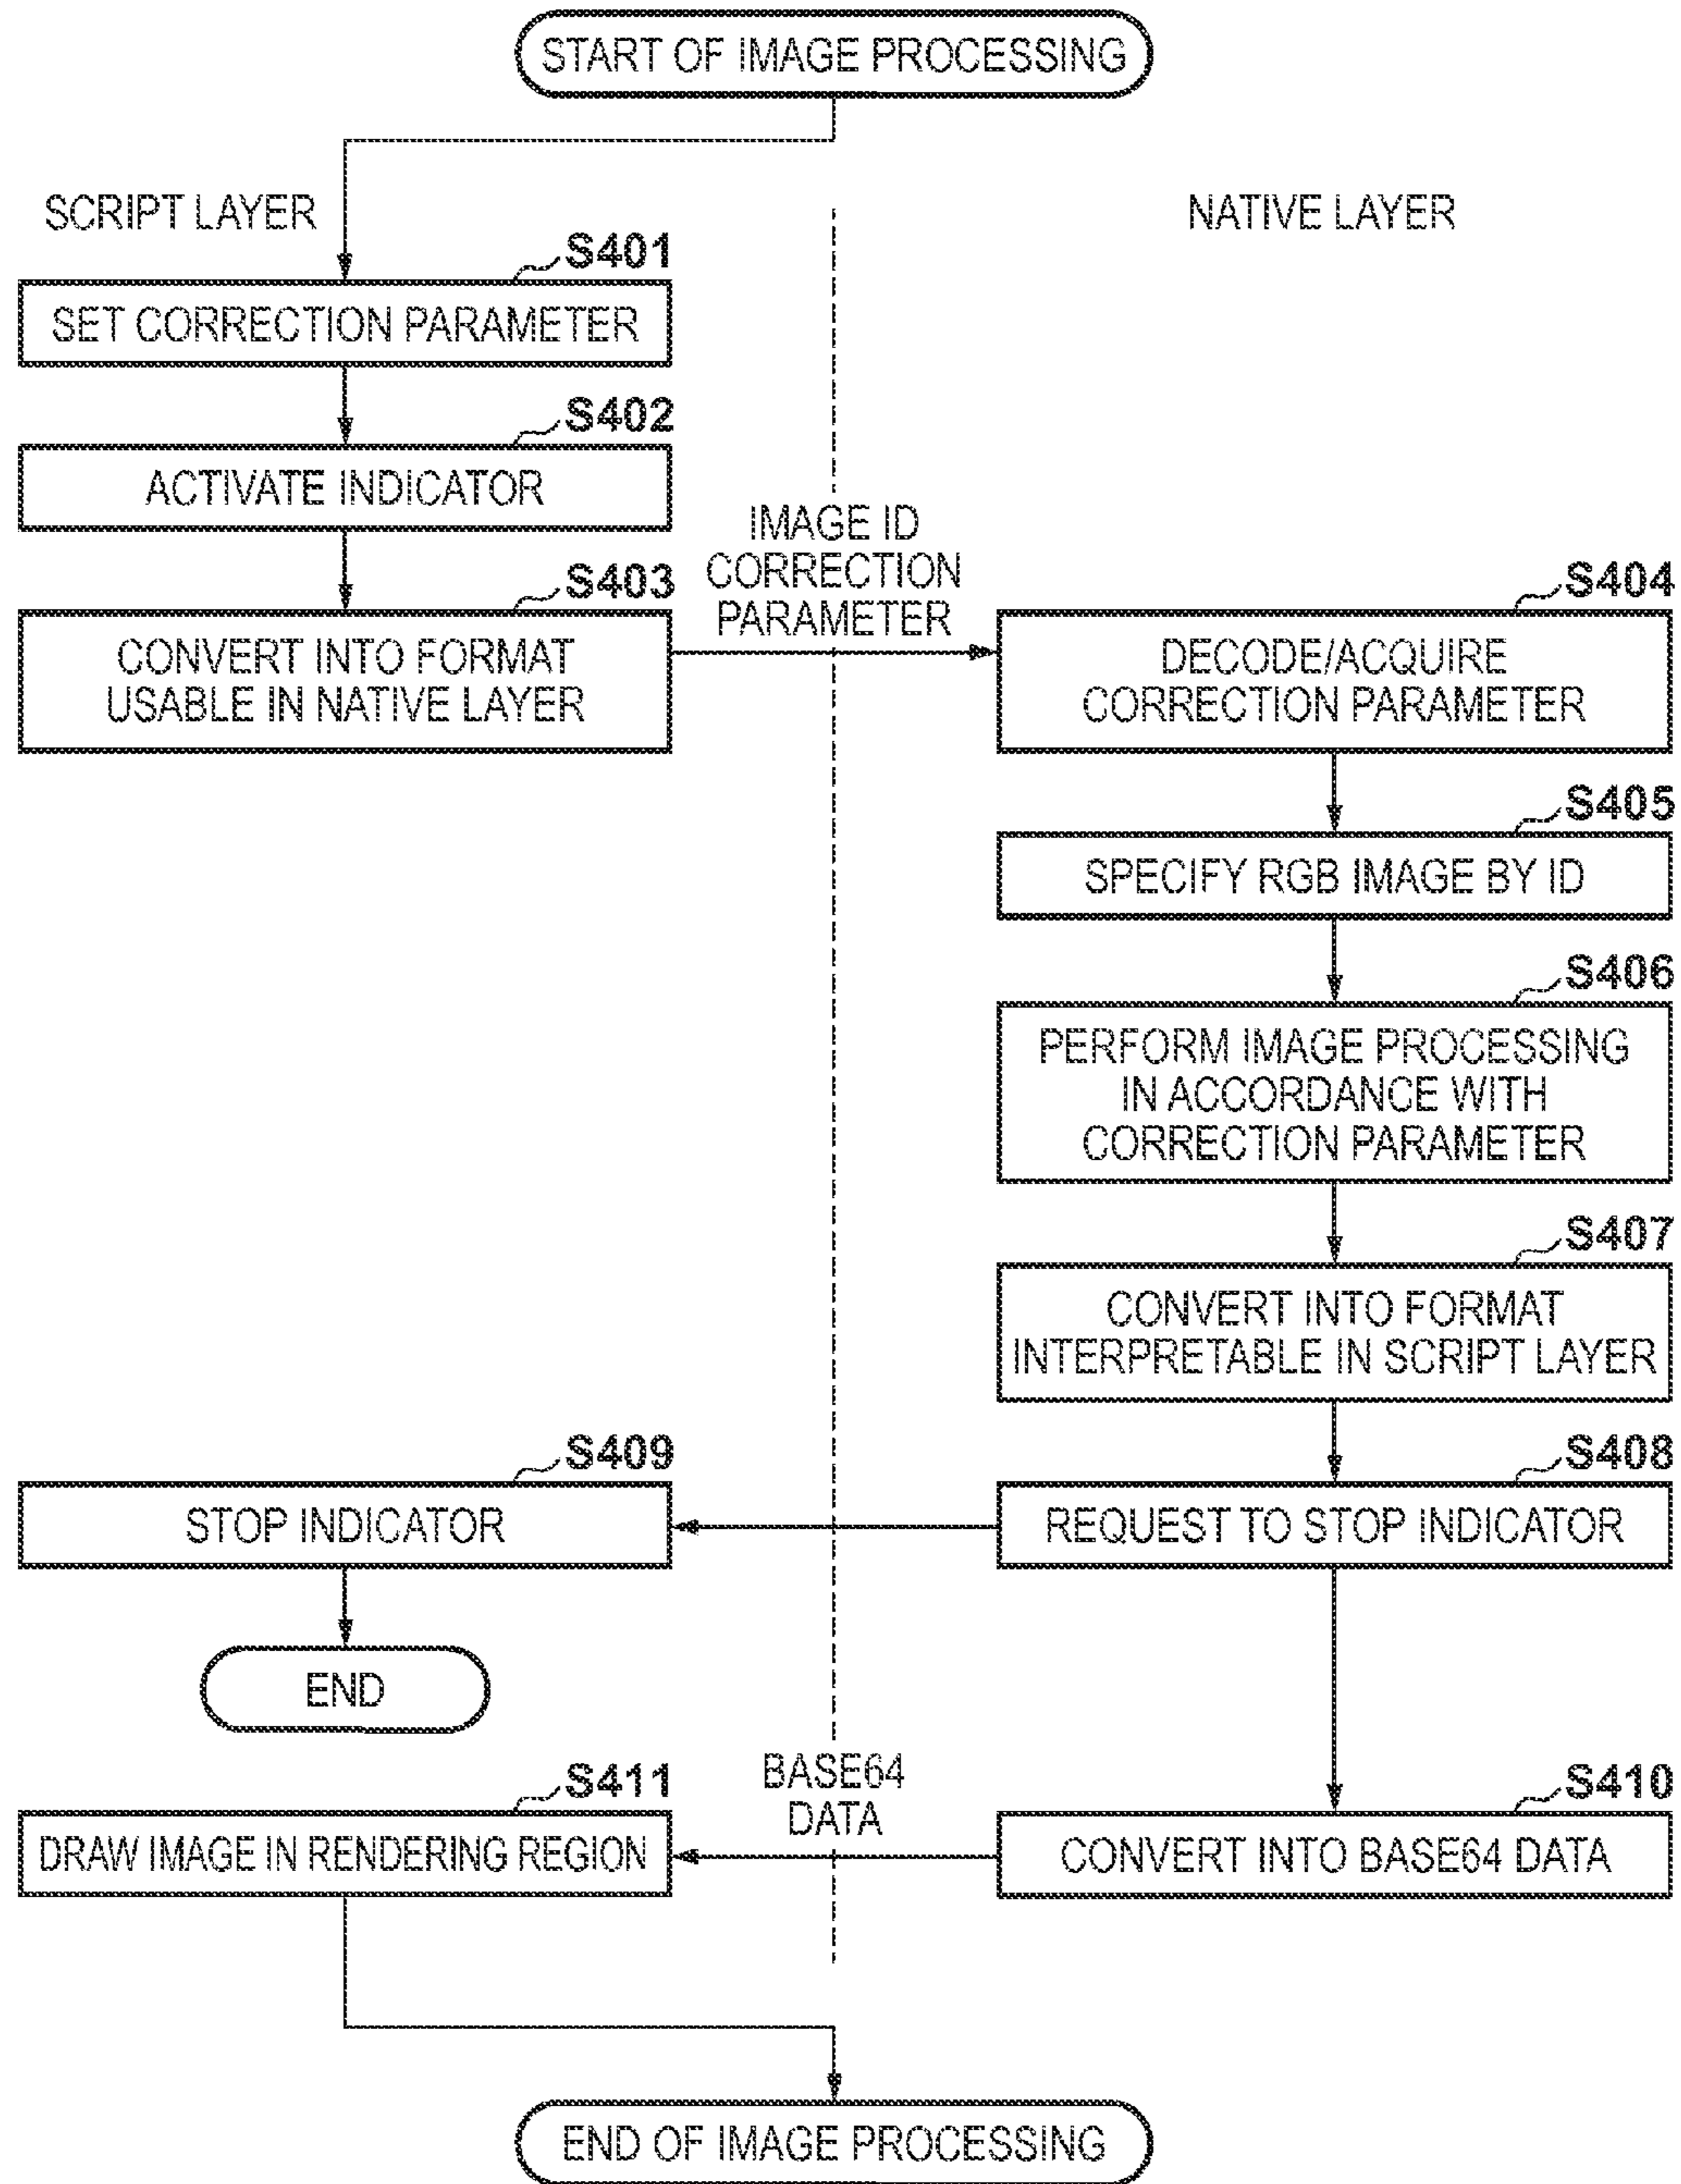 START OF IMAGE PROCESSING
SCRIPT LAYER
NATIVE LAYER
S401
SET CORRECTION PARAMETER
S402
ACTIVATE INDICATOR
S403
CONVERT INTO FORMAT
USABLE IN NATIVE LAYER
IMAGE ID
CORRECTION
PARAMETER
S404
DECODE/ACQUIRE
CORRECTION PARAMETER
S405
SPECIFY RGB IMAGE BY ID
S406
PERFORM IMAGE PROCESSING
IN ACCORDANCE WITH
CORRECTION PARAMETER
S407
CONVERT INTO FORMAT
INTERPRETABLE IN SCRIPT LAYER
S408
REQUEST TO STOP INDICATOR
S409
STOP INDICATOR
END
S410
CONVERT INTO BASE64 DATA
BASE64
DATA
S411
DRAW IMAGE IN RENDERING REGION
END OF IMAGE PROCESSING